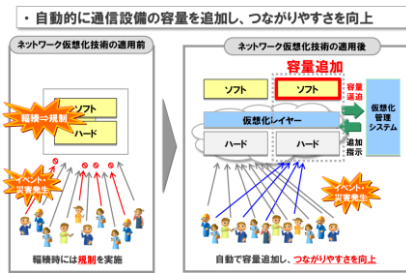 ・ 自動的に通信設備の容量を追加し、つながりやすさを向上
ネットワーク仮想化技術の適用前
ソフト
輻輳⇒規制
ハード
イベント・
災害発生
輻輳時には規制を実施
ネットワーク仮想化技術の適用後
容量追加
ソフト
ソフト
容量
逼迫
仮想化レイヤー
仮想化
管理
システム
ハード
ハード
追加
指示
イベント・
災害発生
自動で容量追加し、つながりやすさを向上